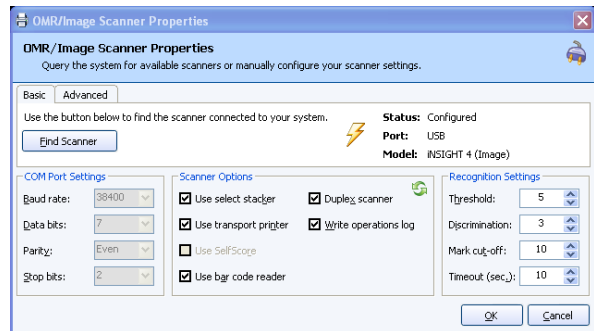 OMR/Image Scanner Properties
OMR/Image Scanner Properties
Query the system for available scanners or manually configure your scanner settings.
Basic Advanced
Use the button below to find the scanner connected to your system.
Find Scanner
Status: Configured
Port: USB
Model: iNSIGHT 4 (Image)
COM Port Settings
Baud rate: 38400
Data bits: 7
Parity: Even
Stop bits: 2
Scanner Options
Use select stacker
Duplex scanner
Use transport printer
Write operations log
Use SelfScore
Use bar code reader
Recognition Settings
Threshold: 5
Discrimination: 3
Mark cut-off: 10
Timeout (sec.): 10
OK
Cancel